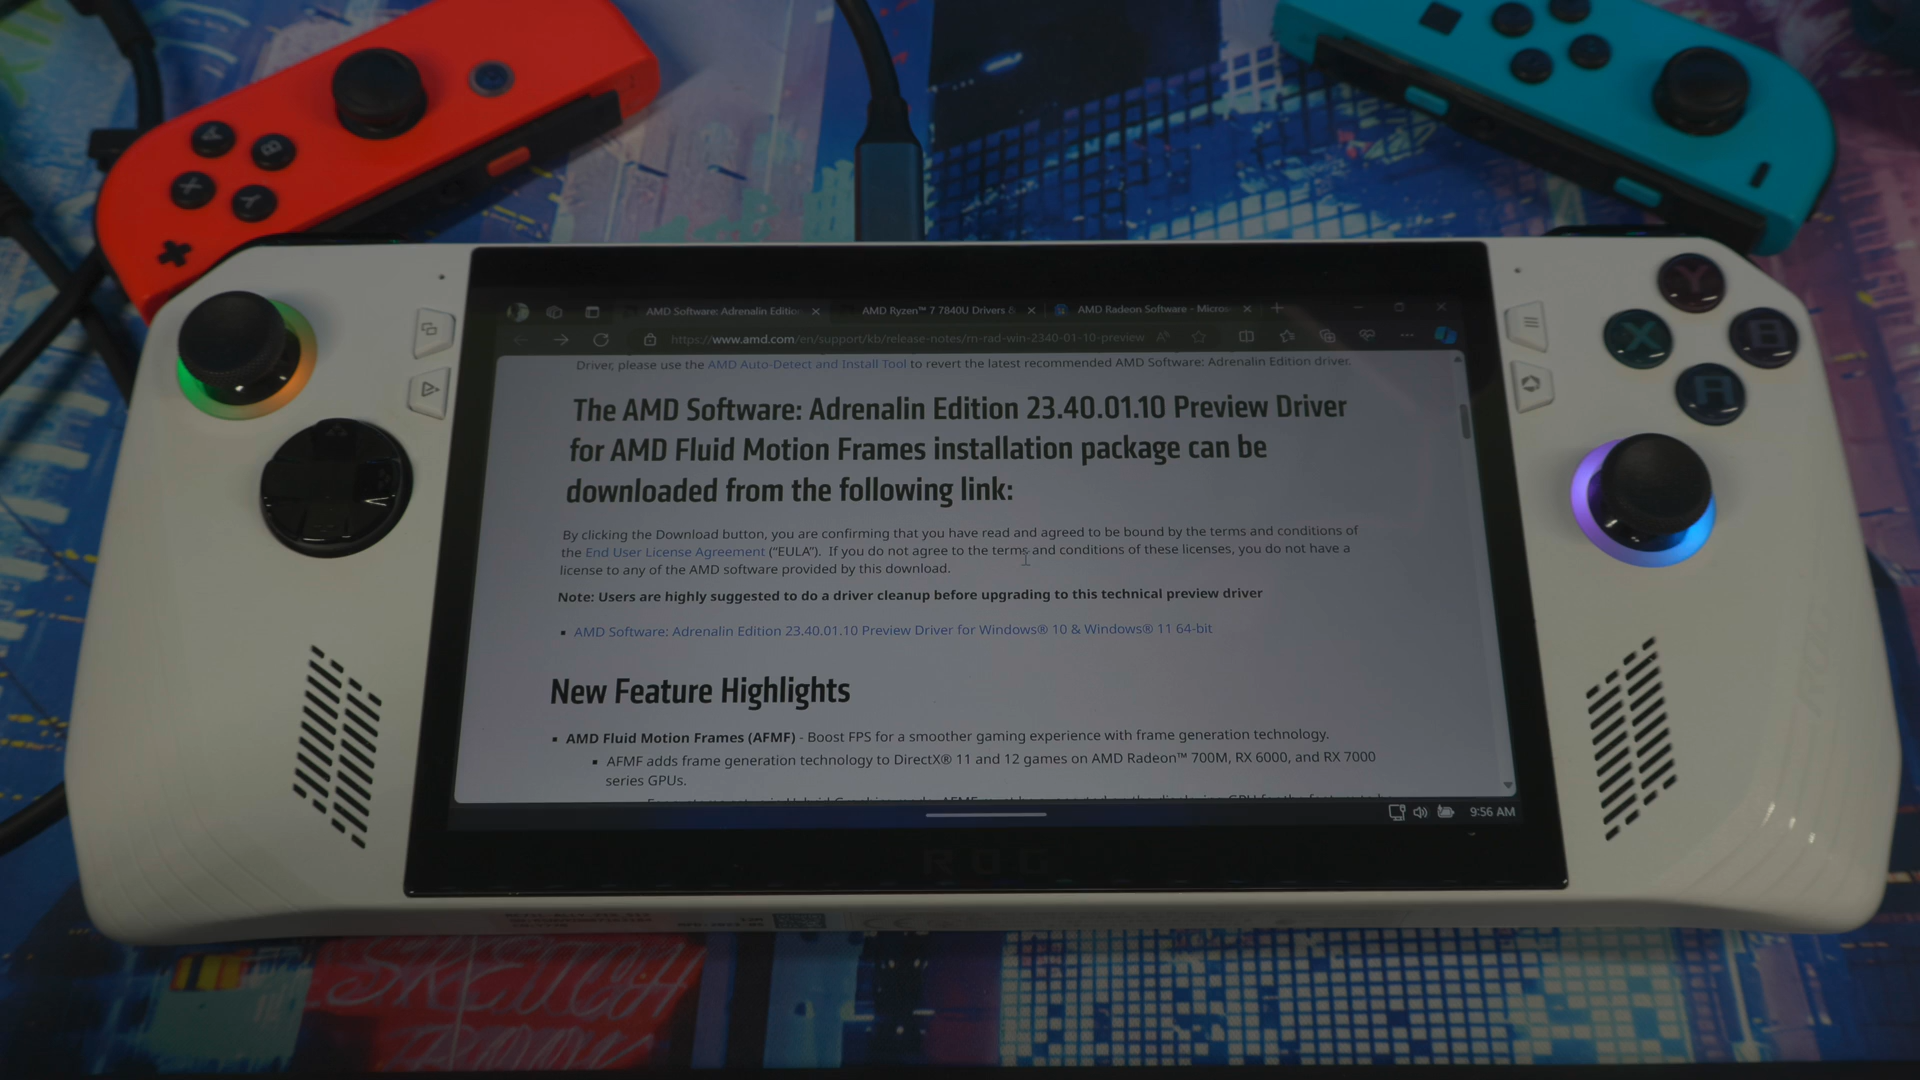 AMD Software: Adrenalin Editio
AMD Ryzen™ 7 7840U Drivers &
AMD Radeon Software - Micros
https://www.amd.com/en/support/kb/release-notes/rn-rad-win-2340-01-10-preview
Driver, please use the AMD Auto-Detect and Install Tool to revert the latest recommended AMD Software: Adrenalin Edition driver.
The AMD Software: Adrenalin Edition 23.40.01.10 Preview Driver
for AMD Fluid Motion Frames installation package can be
downloaded from the following link:
By clicking the Download button, you are confirming that you have read and agreed to be bound by the terms and conditions of
the End User License Agreement (“EULA”). If you do not agree to the terms and conditions of these licenses, you do not have a
license to any of the AMD software provided by this download.
Note: Users are highly suggested to do a driver cleanup before upgrading to this technical preview driver
▪ AMD Software: Adrenalin Edition 23.40.01.10 Preview Driver for Windows® 10 & Windows® 11 64-bit
New Feature Highlights
▪ AMD Fluid Motion Frames (AFMF) - Boost FPS for a smoother gaming experience with frame generation technology.
▪ AFMF adds frame generation technology to DirectX® 11 and 12 games on AMD Radeon™ 700M, RX 6000, and RX 7000
series GPUs.
9:56 AM
ROG
A
B
X
Y
Y
X
B
A